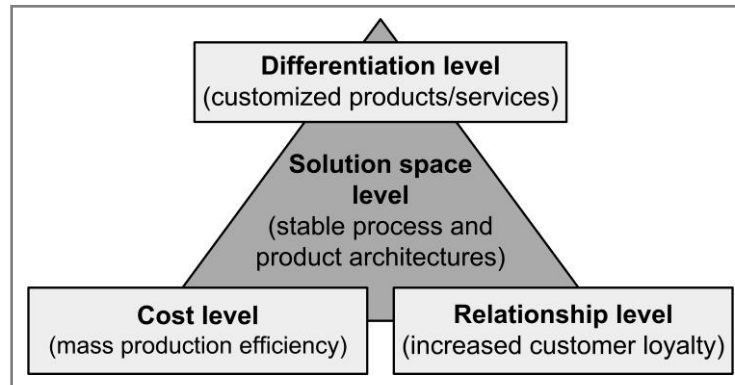 Differentiation level
(customized products/services)
Solution space
level
(stable process and
product architectures)
Cost level
(mass production efficiency)
Relationship level
(increased customer loyalty)